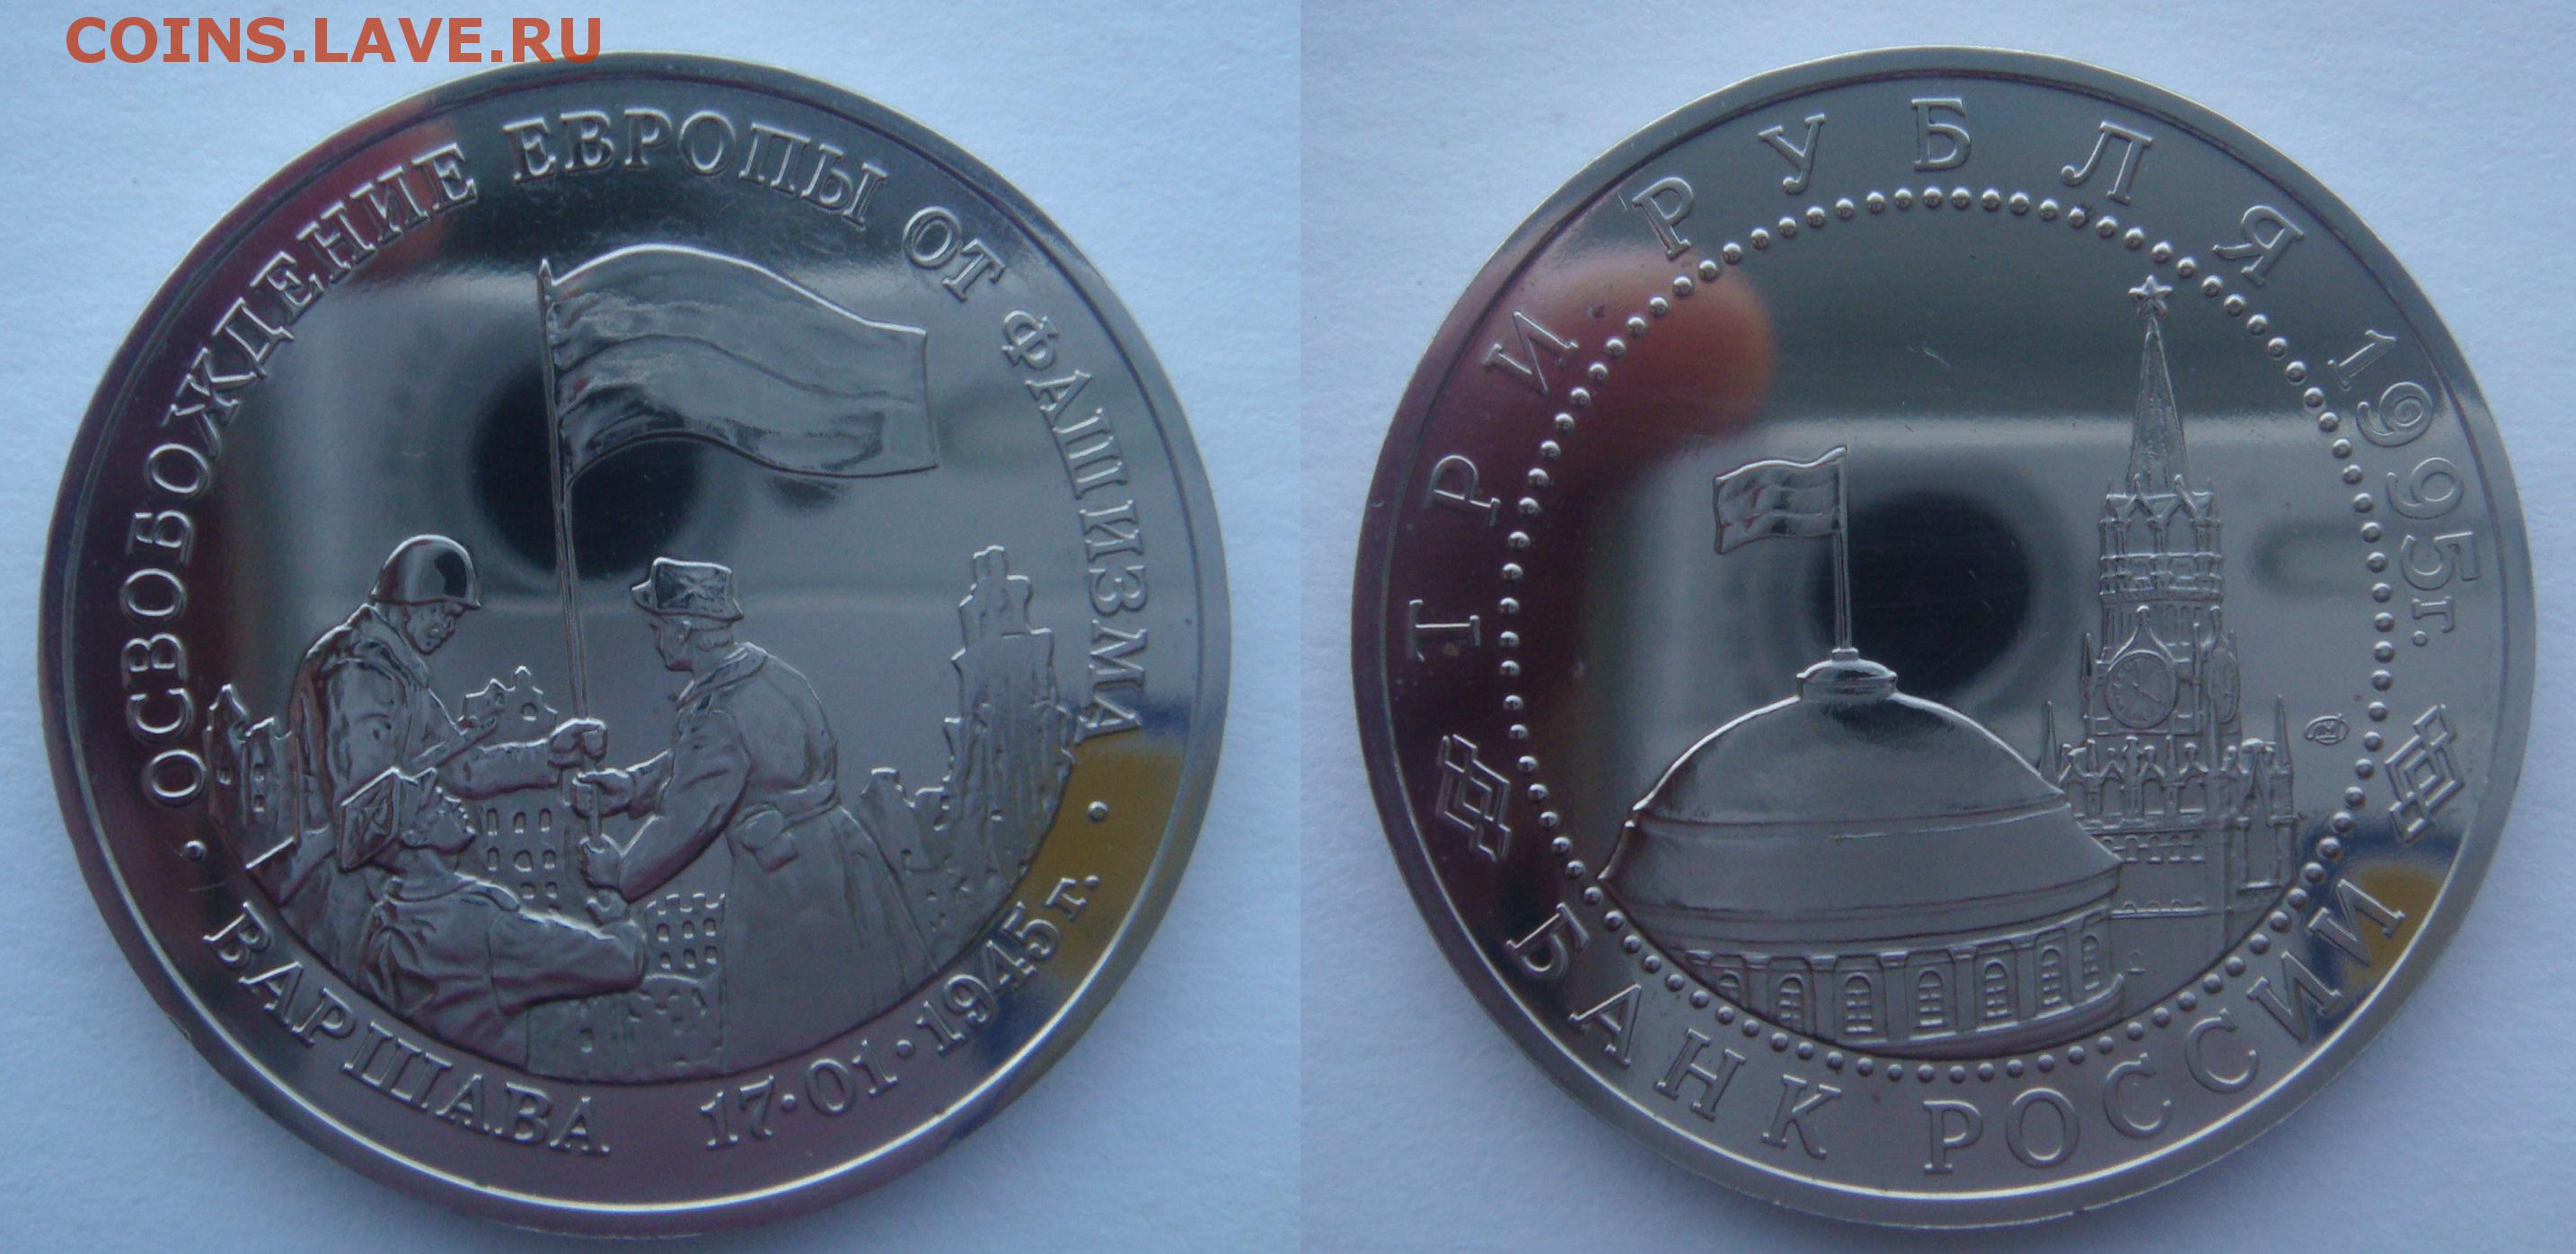 COINS.LAVE.RU
• ОСВОБОЖДЕНИЕ ЕВРОПЫ ОТ ФАШИЗМА •
ВАРШАВА 17•01•1945г.
ТРИ РУБЛЯ 1995г.
БАНК РОССИИ